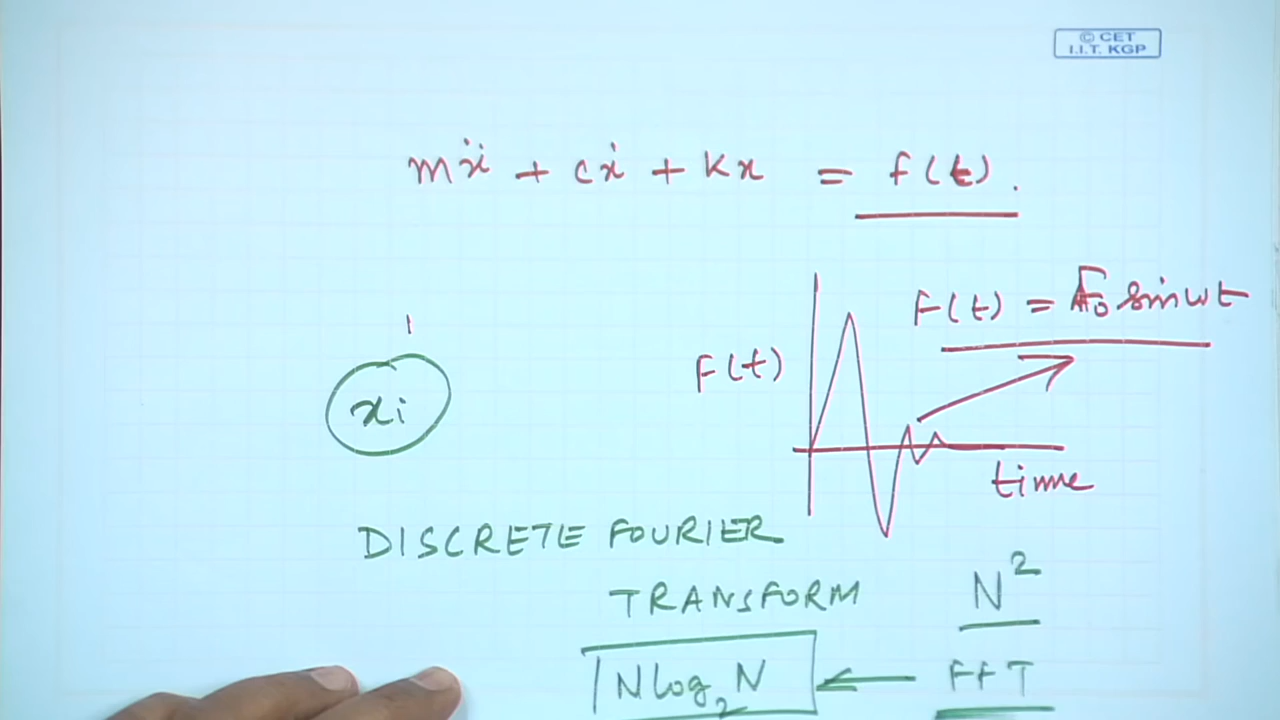 © CET
I.I.T. KGP
mẍ + cẋ + kx = f(t).
F(t) = F₀ sinωt
F(t)
xi
time
DISCRETE FOURIER
TRANSFORM N²
N log₂ N ← FFT